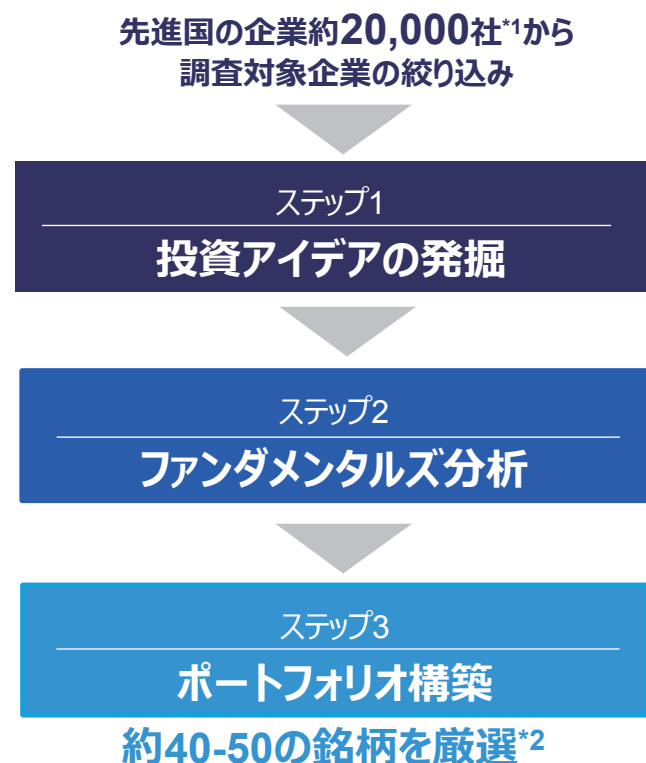 先進国の企業約20,000社*1から
調査対象企業の絞り込み
ステップ1
投資アイデアの発掘
ステップ2
ファンダメンタルズ分析
ステップ3
ポートフォリオ構築
約40-50の銘柄を厳選*2